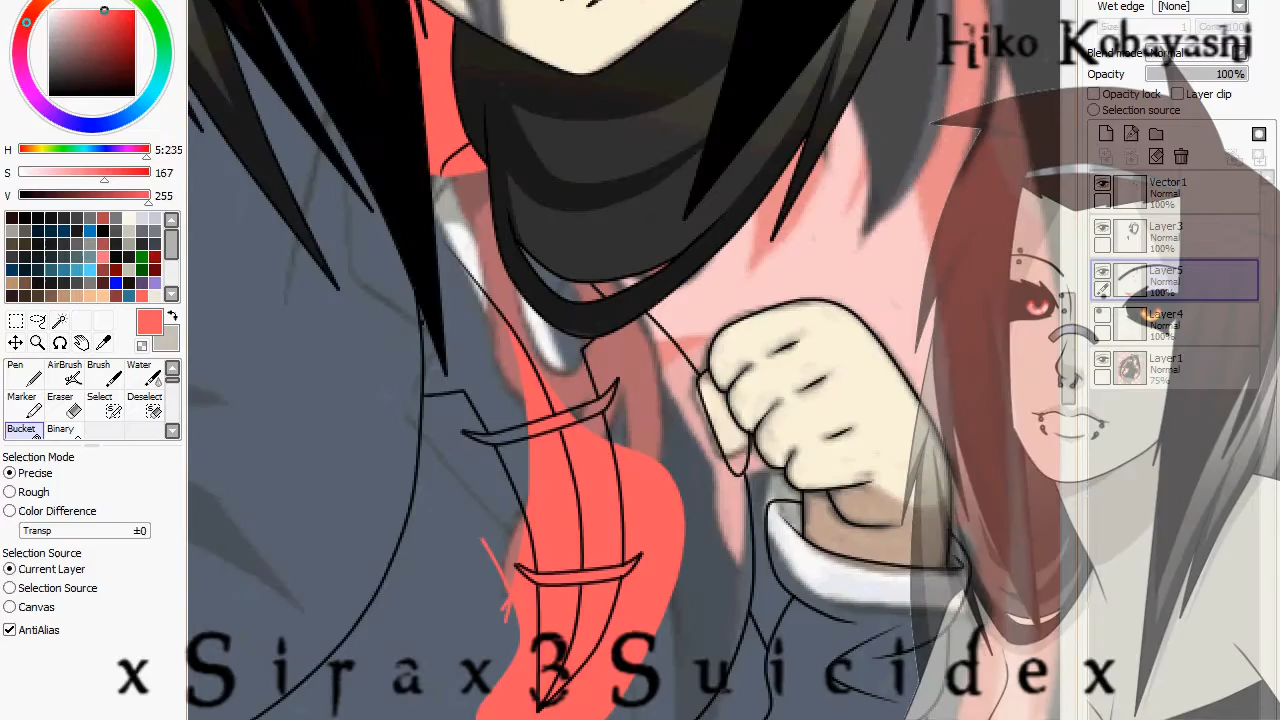 Wet edge [None]
Hiko Kobayashi
Blend mode Normal
Opacity 100%
Opacity lock Layer clip
Selection source
H 5:235
S 167
V 255
Vector1
Normal
100%
Layer3
Normal
100%
Layer5
100%
Layer4
Normal
100%
Layer1
Normal
75%
Pen AirBrush Brush Water
Marker Eraser Select Deselect
Bucket Binary
Selection Mode
Precise
Rough
Color Difference
Transp ±0
Selection Source
Current Layer
Selection Source
Canvas
AntiAlias
xSirax3Suicidex